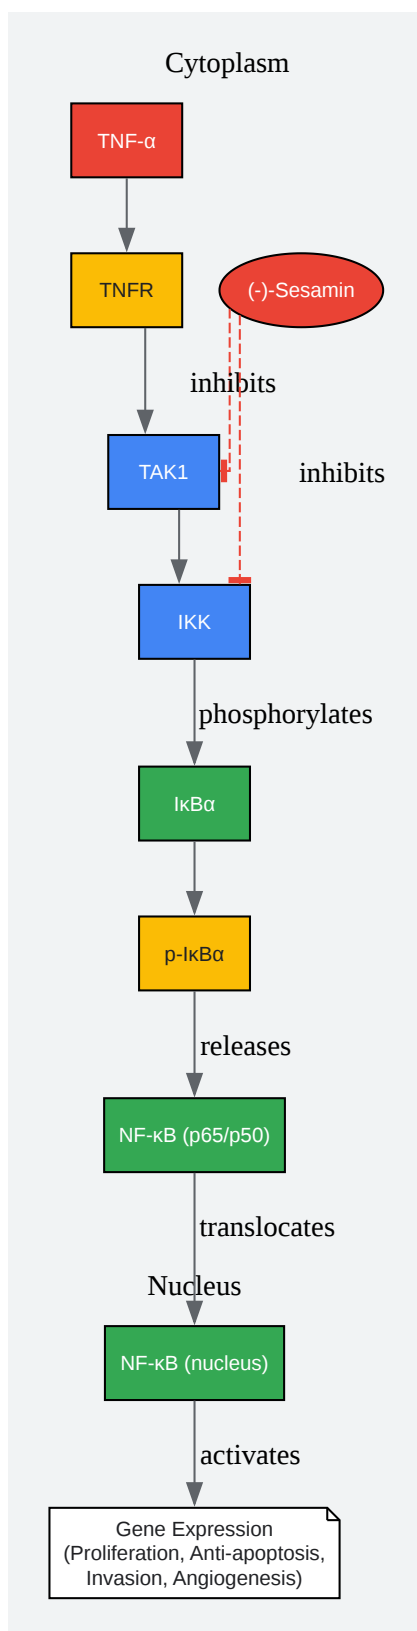 Cytoplasm
TNF-α
TNFR
(-)-Sesamin
inhibits
TAK1
inhibits
IKK
phosphorylates
IκBα
p-IκBα
releases
NF-κB (p65/p50)
translocates
Nucleus
NF-κB (nucleus)
activates
Gene Expression
(Proliferation, Anti-apoptosis,
Invasion, Angiogenesis)